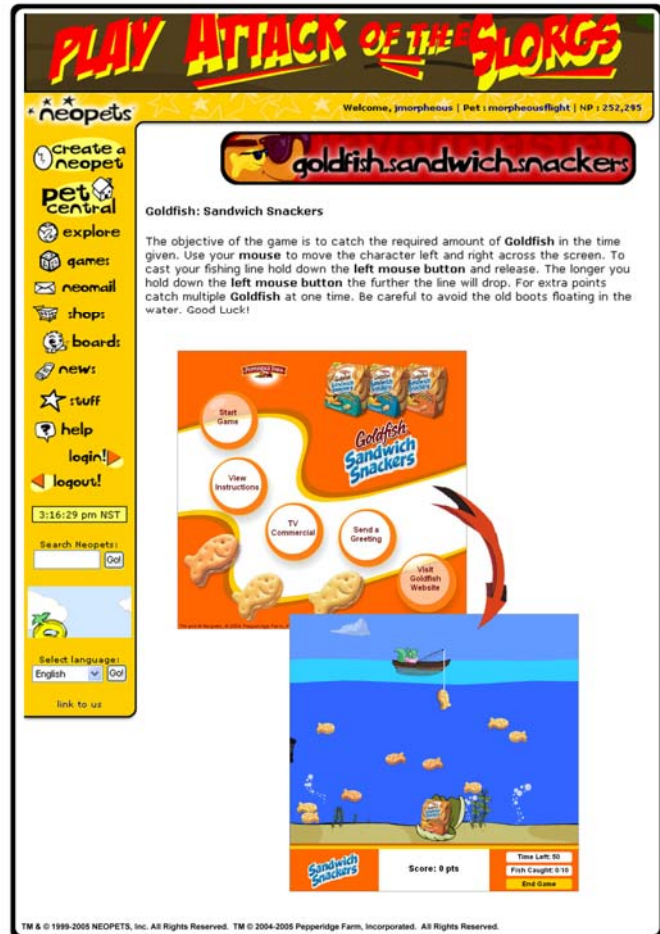 PLAY ATTACK OF THE SLORGS
neopets
Welcome, jmorpheous | Pet : morpheousflight | NP : 252,295
create a
neopet
pet
central
explore
games
neomail
shops
boards
news
stuff
help
login!
logout!
3:16:29 pm NST
Search Neopets:
Go!
Select language:
English
Go!
link to us
goldfish.sandwich.snackers
Goldfish: Sandwich Snackers
The objective of the game is to catch the required amount of Goldfish in the time
given. Use your mouse to move the character left and right across the screen. To
cast your fishing line hold down the left mouse button and release. The longer you
hold down the left mouse button the further the line will drop. For extra points
catch multiple Goldfish at one time. Be careful to avoid the old boots floating in the
water. Good Luck!
PEPPERIDGE FARM
Start
Game
Goldfish
Sandwich
Snackers
View
Instructions
TV
Commercial
Send a
Greeting
Visit
Goldfish
Website
Sandwich
Snackers
Score: 0 pts
Time Left: 50
Fish Caught: 0/10
End Game
TM & © 1999-2005 NEOPETS, Inc. All Rights Reserved. TM © 2004-2005 Pepperidge Farm, Incorporated. All Rights Reserved.